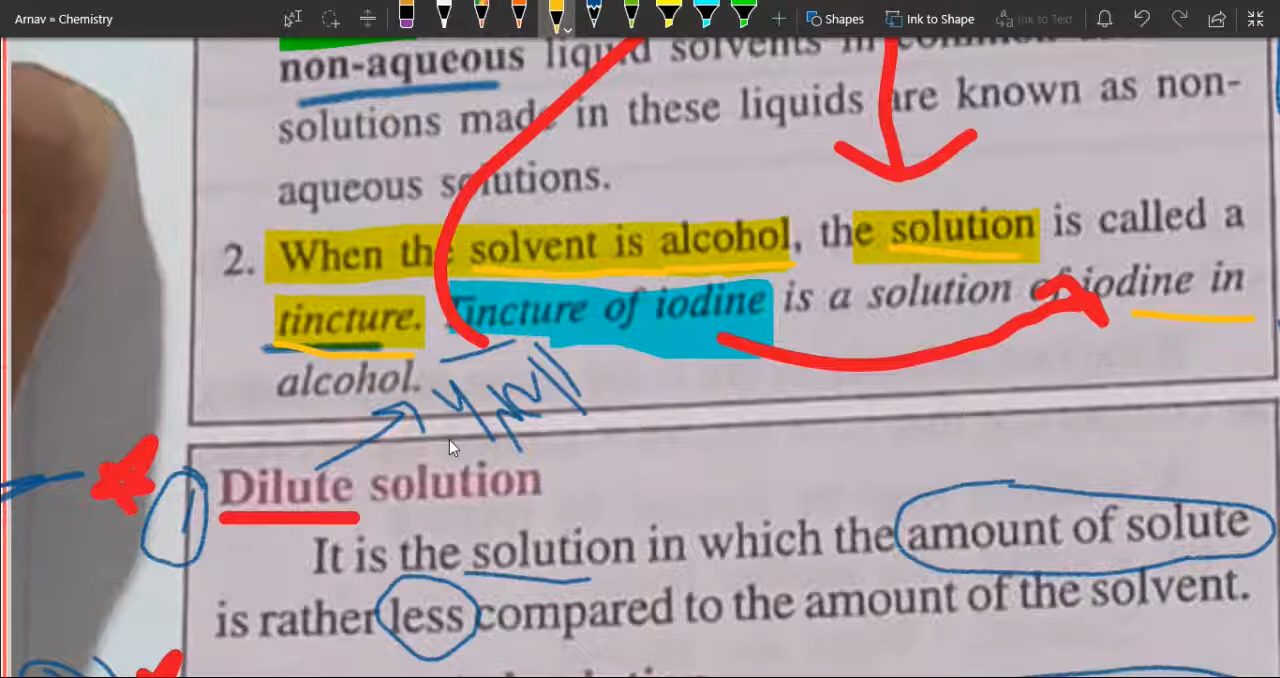 Arnav » Chemistry
Shapes
Ink to Shape
Ink to Text
non-aqueous liquid solvents in common
solutions made in these liquids are known as non-
aqueous solutions.
2. When the solvent is alcohol, the solution is called a
tincture. Tincture of iodine is a solution of iodine in
alcohol.
1
Dilute solution
It is the solution in which the amount of solute
is rather less compared to the amount of the solvent.